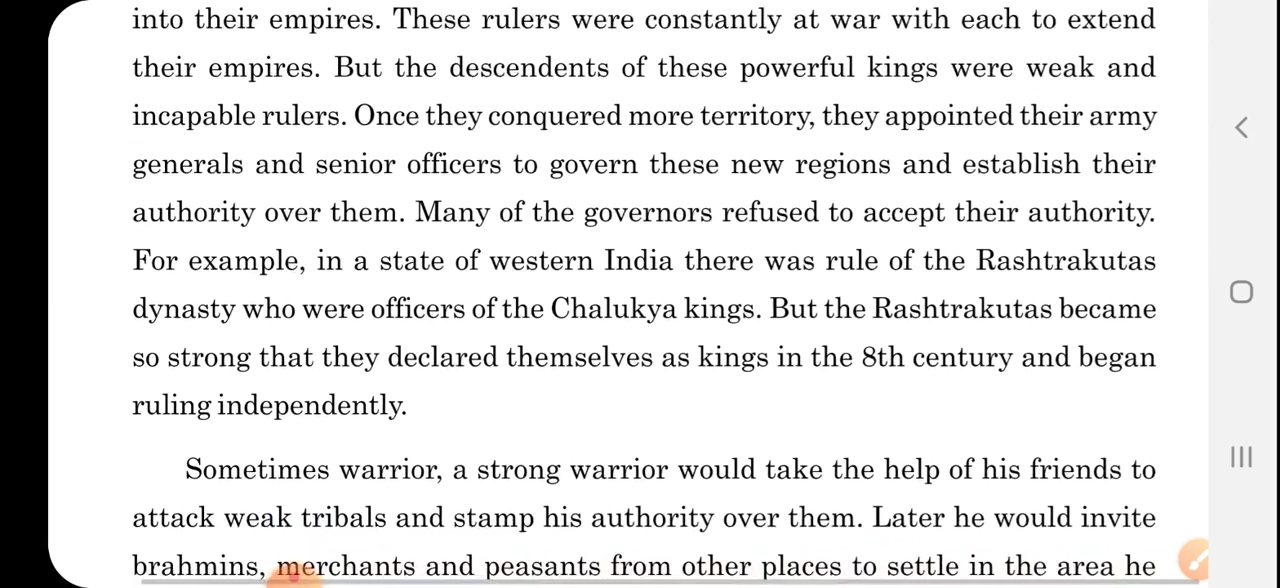 into their empires. These rulers were constantly at war with each to extend
their empires. But the descendents of these powerful kings were weak and
incapable rulers. Once they conquered more territory, they appointed their army
generals and senior officers to govern these new regions and establish their
authority over them. Many of the governors refused to accept their authority.
For example, in a state of western India there was rule of the Rashtrakutas
dynasty who were officers of the Chalukya kings. But the Rashtrakutas became
so strong that they declared themselves as kings in the 8th century and began
ruling independently.
Sometimes warrior, a strong warrior would take the help of his friends to
attack weak tribals and stamp his authority over them. Later he would invite
brahmins, merchants and peasants from other places to settle in the area he